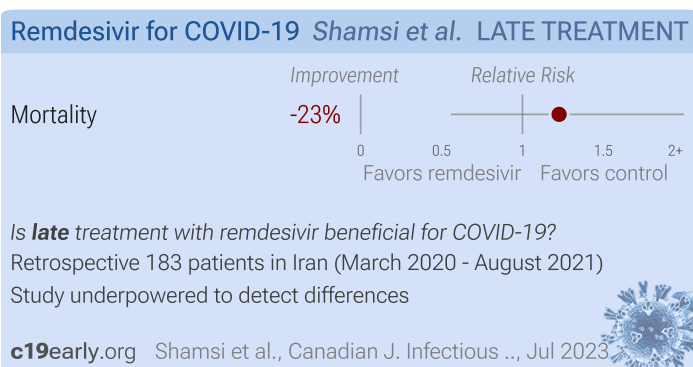 Remdesivir for COVID-19 Shamsi et al. LATE TREATMENT
Improvement Relative Risk
Mortality -23%
0 0.5 1 1.5 2+
Favors remdesivir Favors control
Is late treatment with remdesivir beneficial for COVID-19?
Retrospective 183 patients in Iran (March 2020 - August 2021)
Study underpowered to detect differences
c19early.org Shamsi et al., Canadian J. Infectious .., Jul 2023